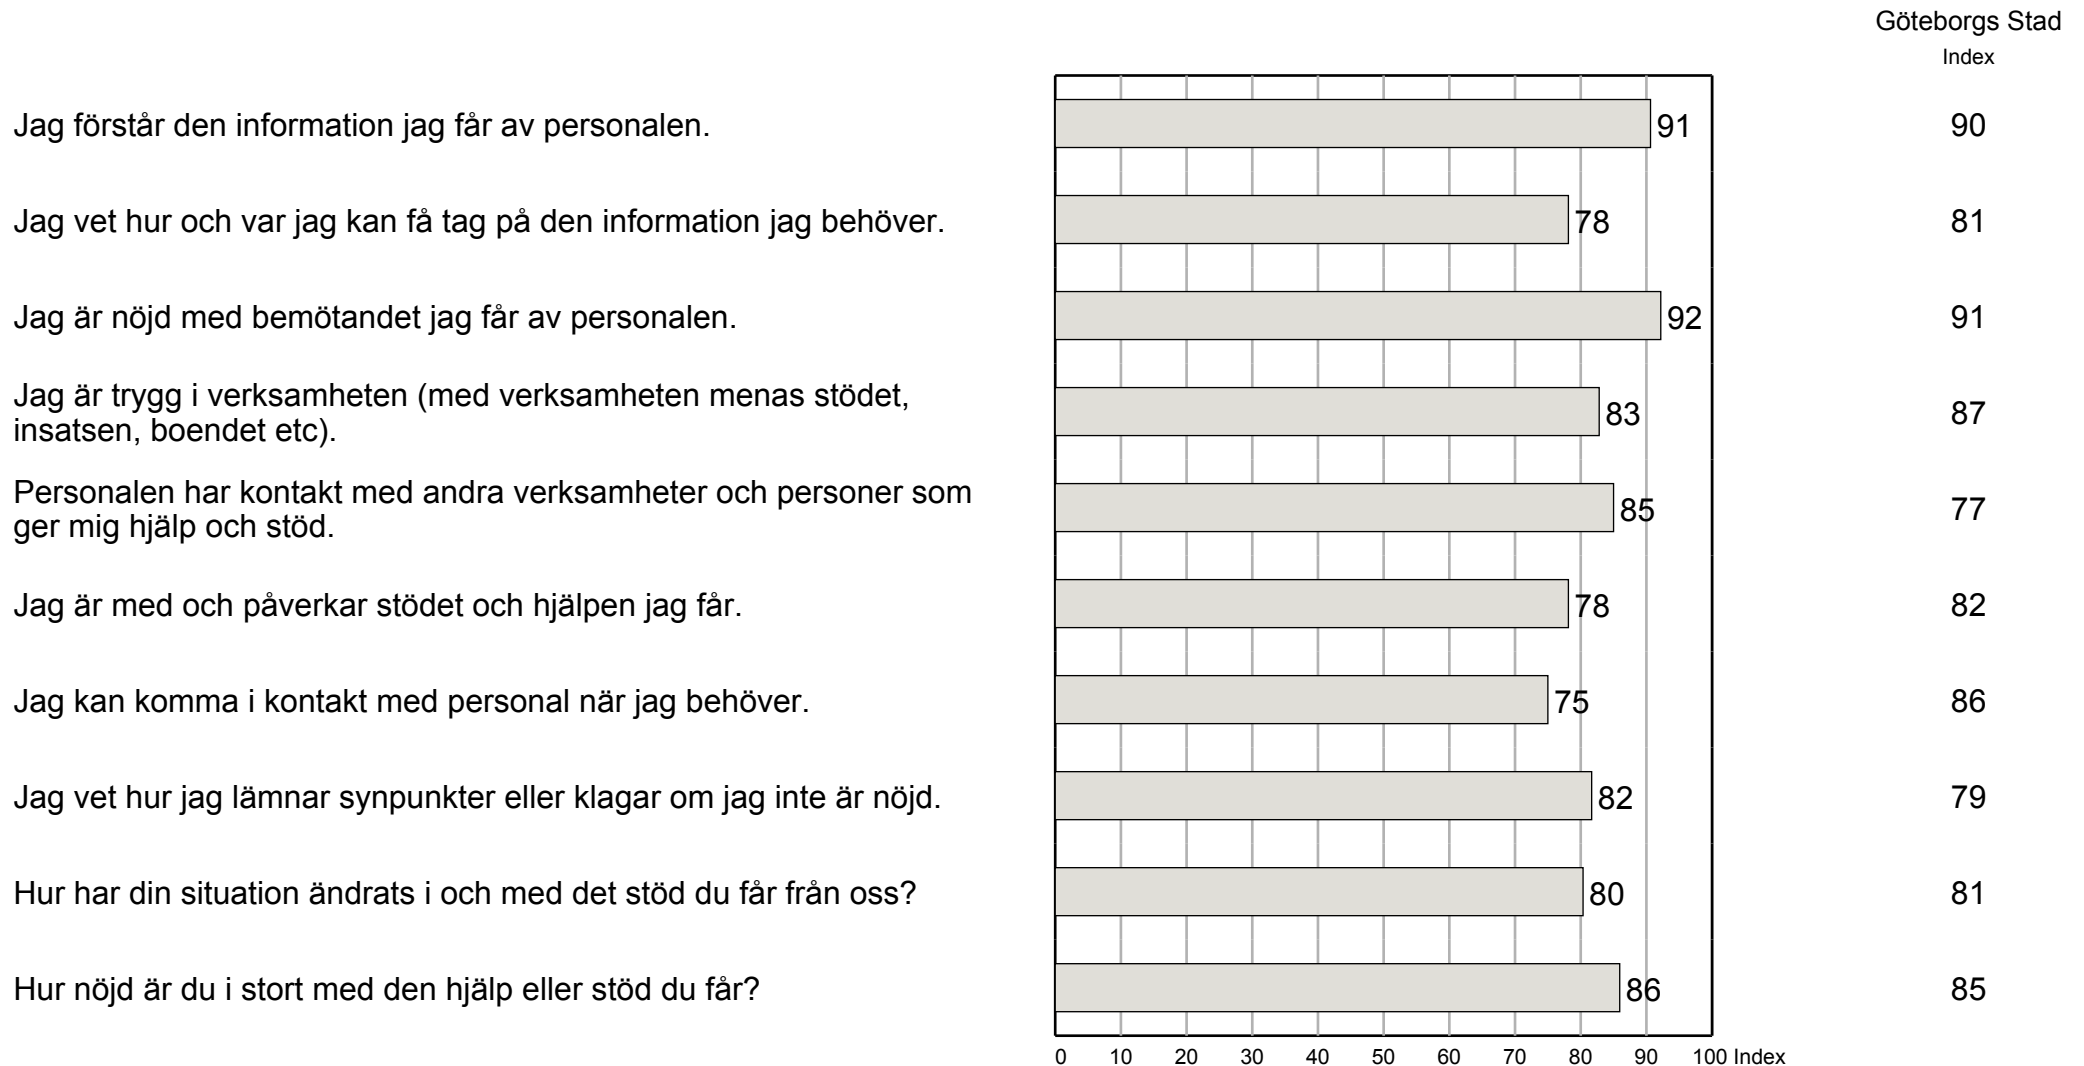 Göteborgs Stad
Index
Jag förstår den information jag får av personalen. 91 90
Jag vet hur och var jag kan få tag på den information jag behöver. 78 81
Jag är nöjd med bemötandet jag får av personalen. 92 91
Jag är trygg i verksamheten (med verksamheten menas stödet,
insatsen, boendet etc). 83 87
Personalen har kontakt med andra verksamheter och personer som
ger mig hjälp och stöd. 85 77
Jag är med och påverkar stödet och hjälpen jag får. 78 82
Jag kan komma i kontakt med personal när jag behöver. 75 86
Jag vet hur jag lämnar synpunkter eller klagar om jag inte är nöjd. 82 79
Hur har din situation ändrats i och med det stöd du får från oss? 80 81
Hur nöjd är du i stort med den hjälp eller stöd du får? 86 85
0 10 20 30 40 50 60 70 80 90 100 Index